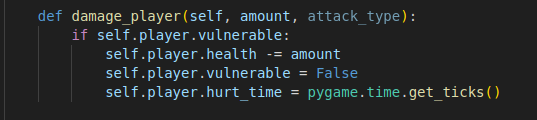 def damage_player(self, amount, attack_type):
    if self.player.vulnerable:
        self.player.health -= amount
        self.player.vulnerable = False
        self.player.hurt_time = pygame.time.get_ticks()